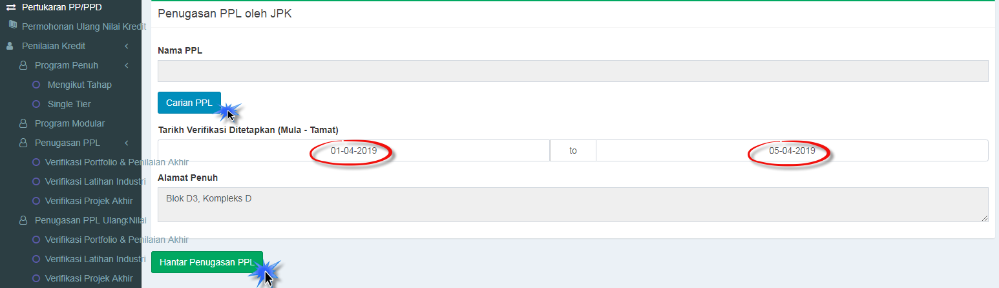 Pertukaran PP/PPD
Permohonan Ulang Nilai Kredit
Penilaian Kredit
Program Penuh
Mengikut Tahap
Single Tier
Program Modular
Penugasan PPL
Verifikasi Portfolio & Penilaian Akhir
Verifikasi Latihan Industri
Verifikasi Projek Akhir
Penugasan PPL Ulang Nilai
Verifikasi Portfolio & Penilaian Akhir
Verifikasi Latihan Industri
Verifikasi Projek Akhir
Penugasan PPL oleh JPK
Nama PPL
Carian PPL
Tarikh Verifikasi Ditetapkan (Mula - Tamat)
01-04-2019 to 05-04-2019
Alamat Penuh
Blok D3, Kompleks D
Hantar Penugasan PPL